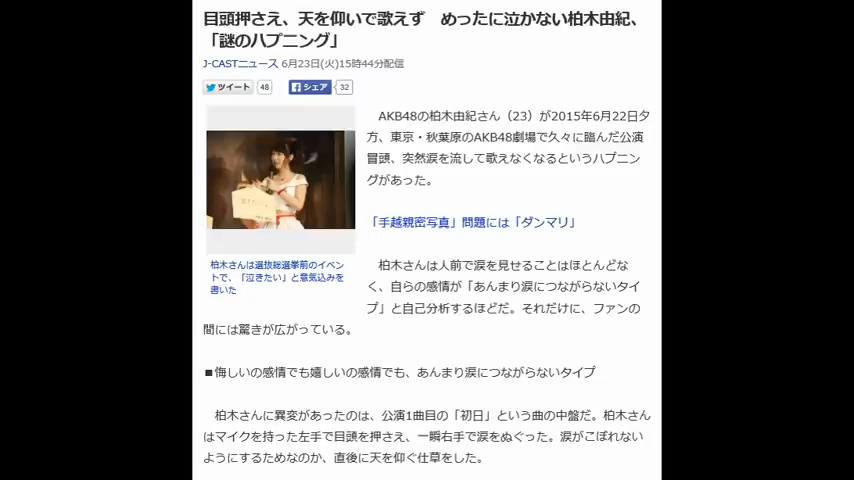 目頭押さえ、天を仰いで歌えず　めったに泣かない柏木由紀、
「謎のハプニング」
J-CASTニュース 6月23日(火)15時44分配信
ツイート 48 シェア 32
AKB48の柏木由紀さん（23）が2015年6月22日夕
方、東京・秋葉原のAKB48劇場で久々に臨んだ公演
冒頭、突然涙を流して歌えなくなるというハプニン
グがあった。
「手越親密写真」問題には「ダンマリ」
柏木さんは選抜総選挙前のイベン
トで、「泣きたい」と意気込みを
書いた
柏木さんは人前で涙を見せることはほとんどな
く、自らの感情が「あんまり涙につながらないタイ
プ」と自己分析するほどだ。それだけに、ファンの
間には驚きが広がっている。
■悔しいの感情でも嬉しいの感情でも、あんまり涙につながらないタイプ
柏木さんに異変があったのは、公演1曲目の「初日」という曲の中盤だ。柏木さん
はマイクを持った左手で目頭を押さえ、一瞬右手で涙をぬぐった。涙がこぼれない
ようにするためなのか、直後に天を仰ぐ仕草をした。